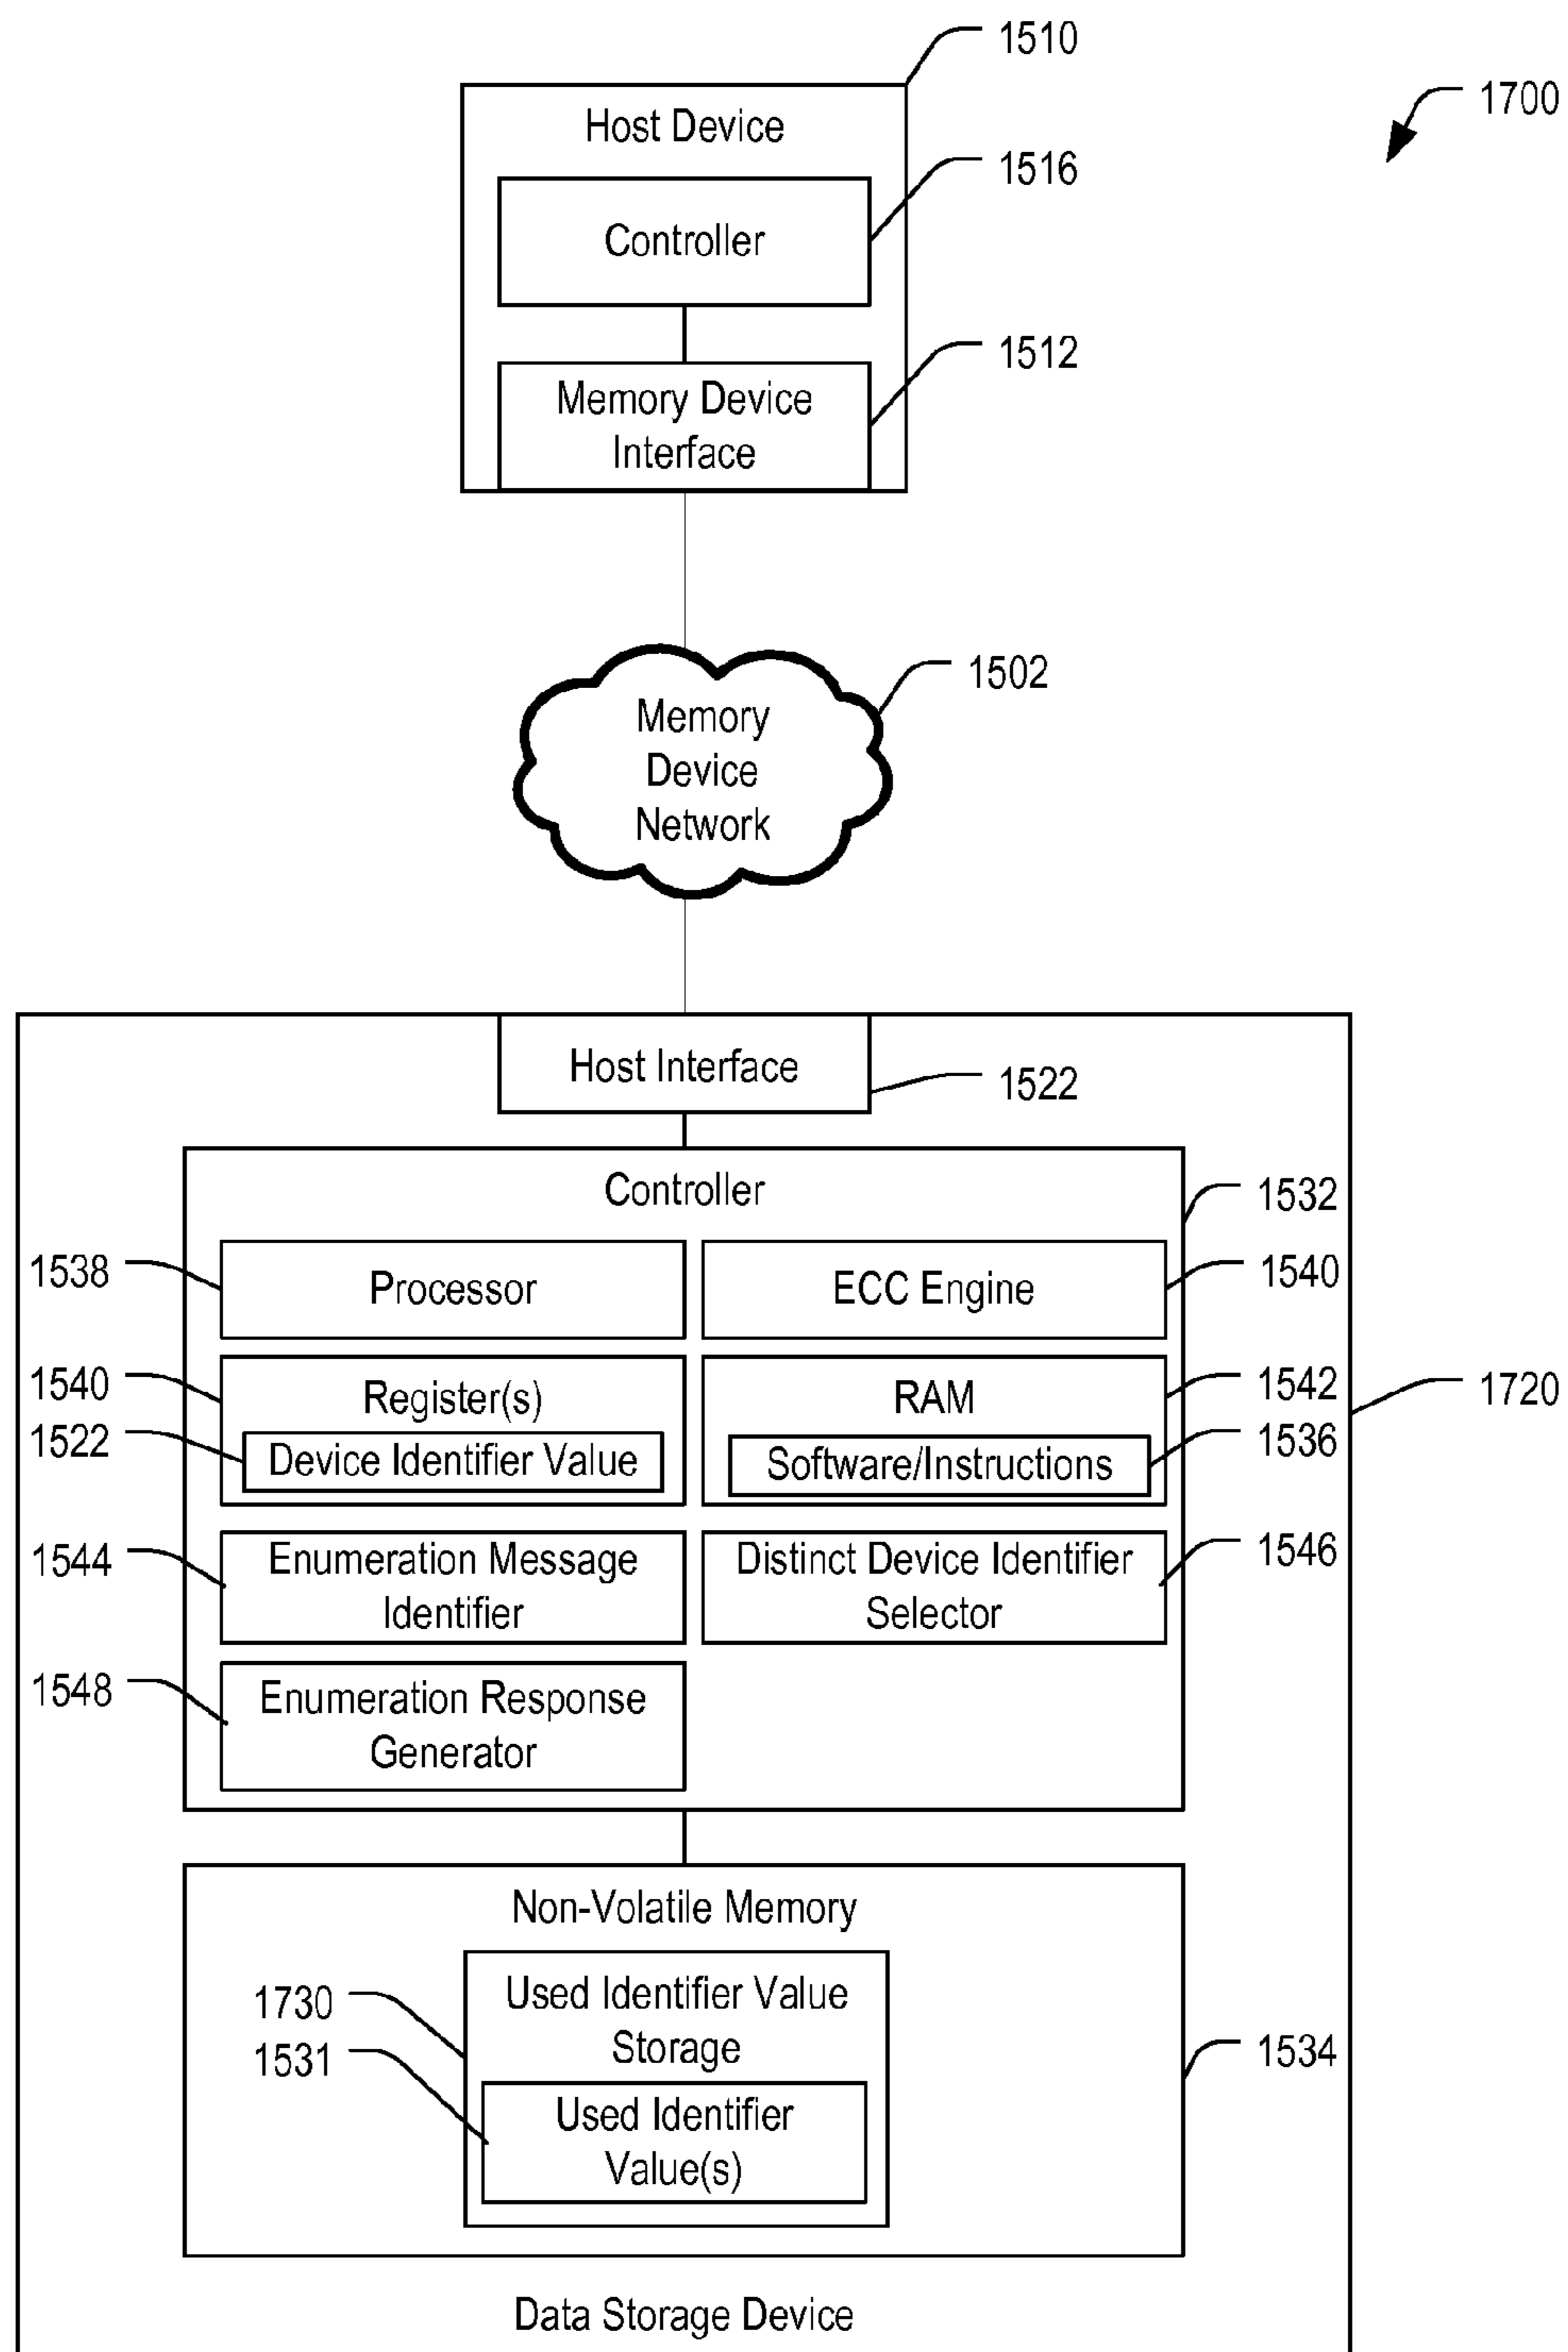 1510
1700
Host Device
1516
Controller
1512
Memory Device
Interface
1502
Memory
Device
Network
Host Interface
1522
Controller
1532
1538
Processor
ECC Engine
1540
1540
Register(s)
RAM
1542
1720
1522
Device Identifier Value
Software/Instructions
1536
1544
Enumeration Message
Identifier
Distinct Device Identifier
Selector
1546
1548
Enumeration Response
Generator
Non-Volatile Memory
1730
Used Identifier Value
Storage
1531
1534
Used Identifier
Value(s)
Data Storage Device